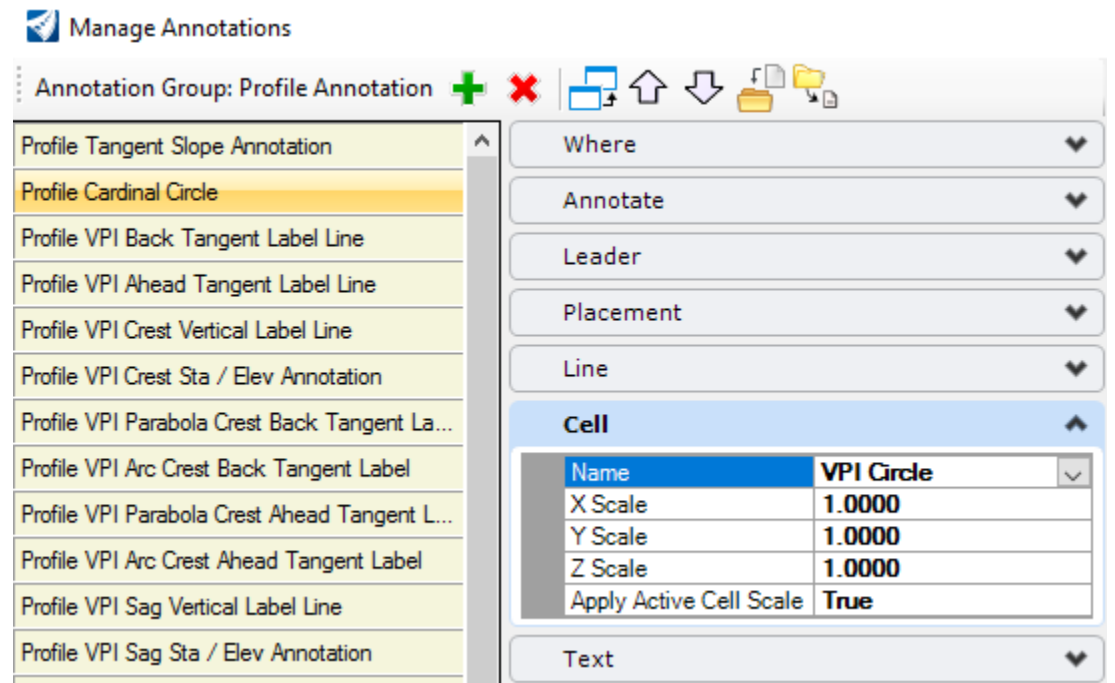 Manage Annotations
Annotation Group: Profile Annotation
Profile Tangent Slope Annotation
Profile Cardinal Circle
Profile VPI Back Tangent Label Line
Profile VPI Ahead Tangent Label Line
Profile VPI Crest Vertical Label Line
Profile VPI Crest Sta / Elev Annotation
Profile VPI Parabola Crest Back Tangent La...
Profile VPI Arc Crest Back Tangent Label
Profile VPI Parabola Crest Ahead Tangent L...
Profile VPI Arc Crest Ahead Tangent Label
Profile VPI Sag Vertical Label Line
Profile VPI Sag Sta / Elev Annotation
Where
Annotate
Leader
Placement
Line
Cell
Name VPI Circle
X Scale 1.0000
Y Scale 1.0000
Z Scale 1.0000
Apply Active Cell Scale True
Text